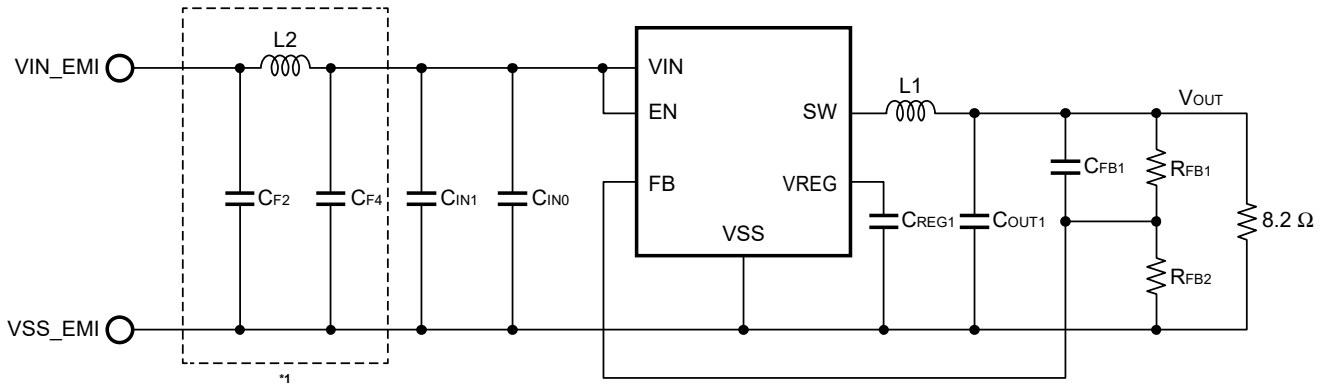 L2
VIN_EMI
VIN
L1
VOUT
EN
SW
CFB1
RFB1
FB
VREG
CF2
CF4
CIN1
CIN0
CREG1
COUT1
8.2 Ω
VSS
RFB2
VSS_EMI
*1